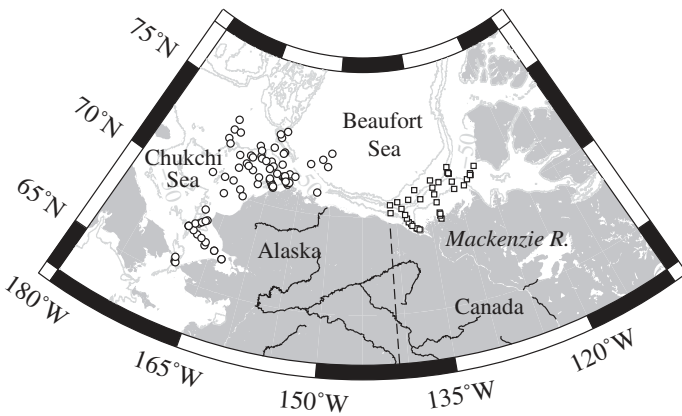 75°N
70°N
65°N
Beaufort
Sea
Chukchi
Sea
Mackenzie R.
Alaska
Canada
180°W
165°W
150°W
135°W
120°W